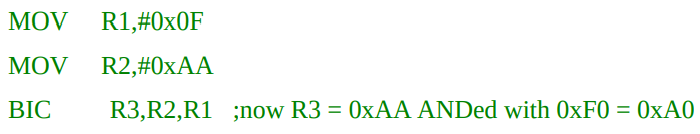 MOV R1,#0x0F
MOV R2,#0xAA
BIC R3,R2,R1 ;now R3 = 0xAA ANDed with 0xF0 = 0xA0